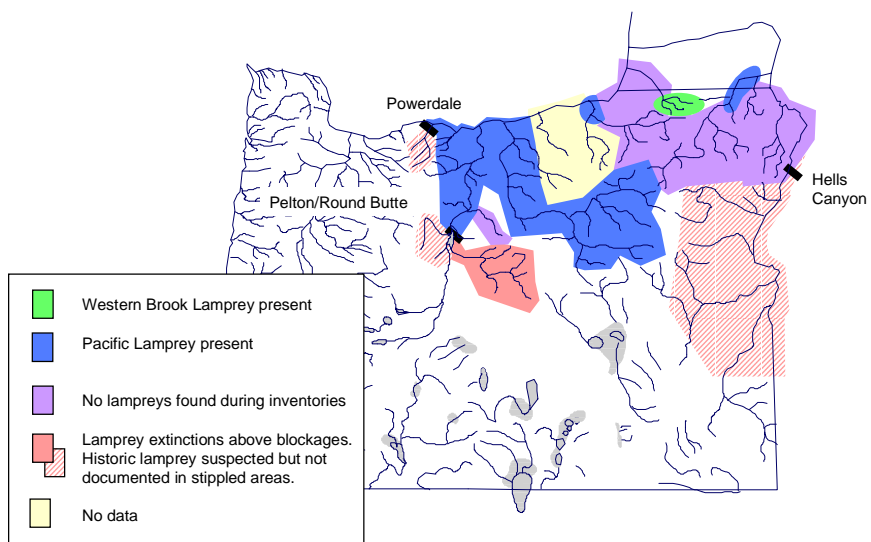 Powerdale
Pelton/Round Butte
Hells
Canyon
Western Brook Lamprey present
Pacific Lamprey present
No lampreys found during inventories
Lamprey extinctions above blockages.
Historic lamprey suspected but not
documented in stippled areas.
No data